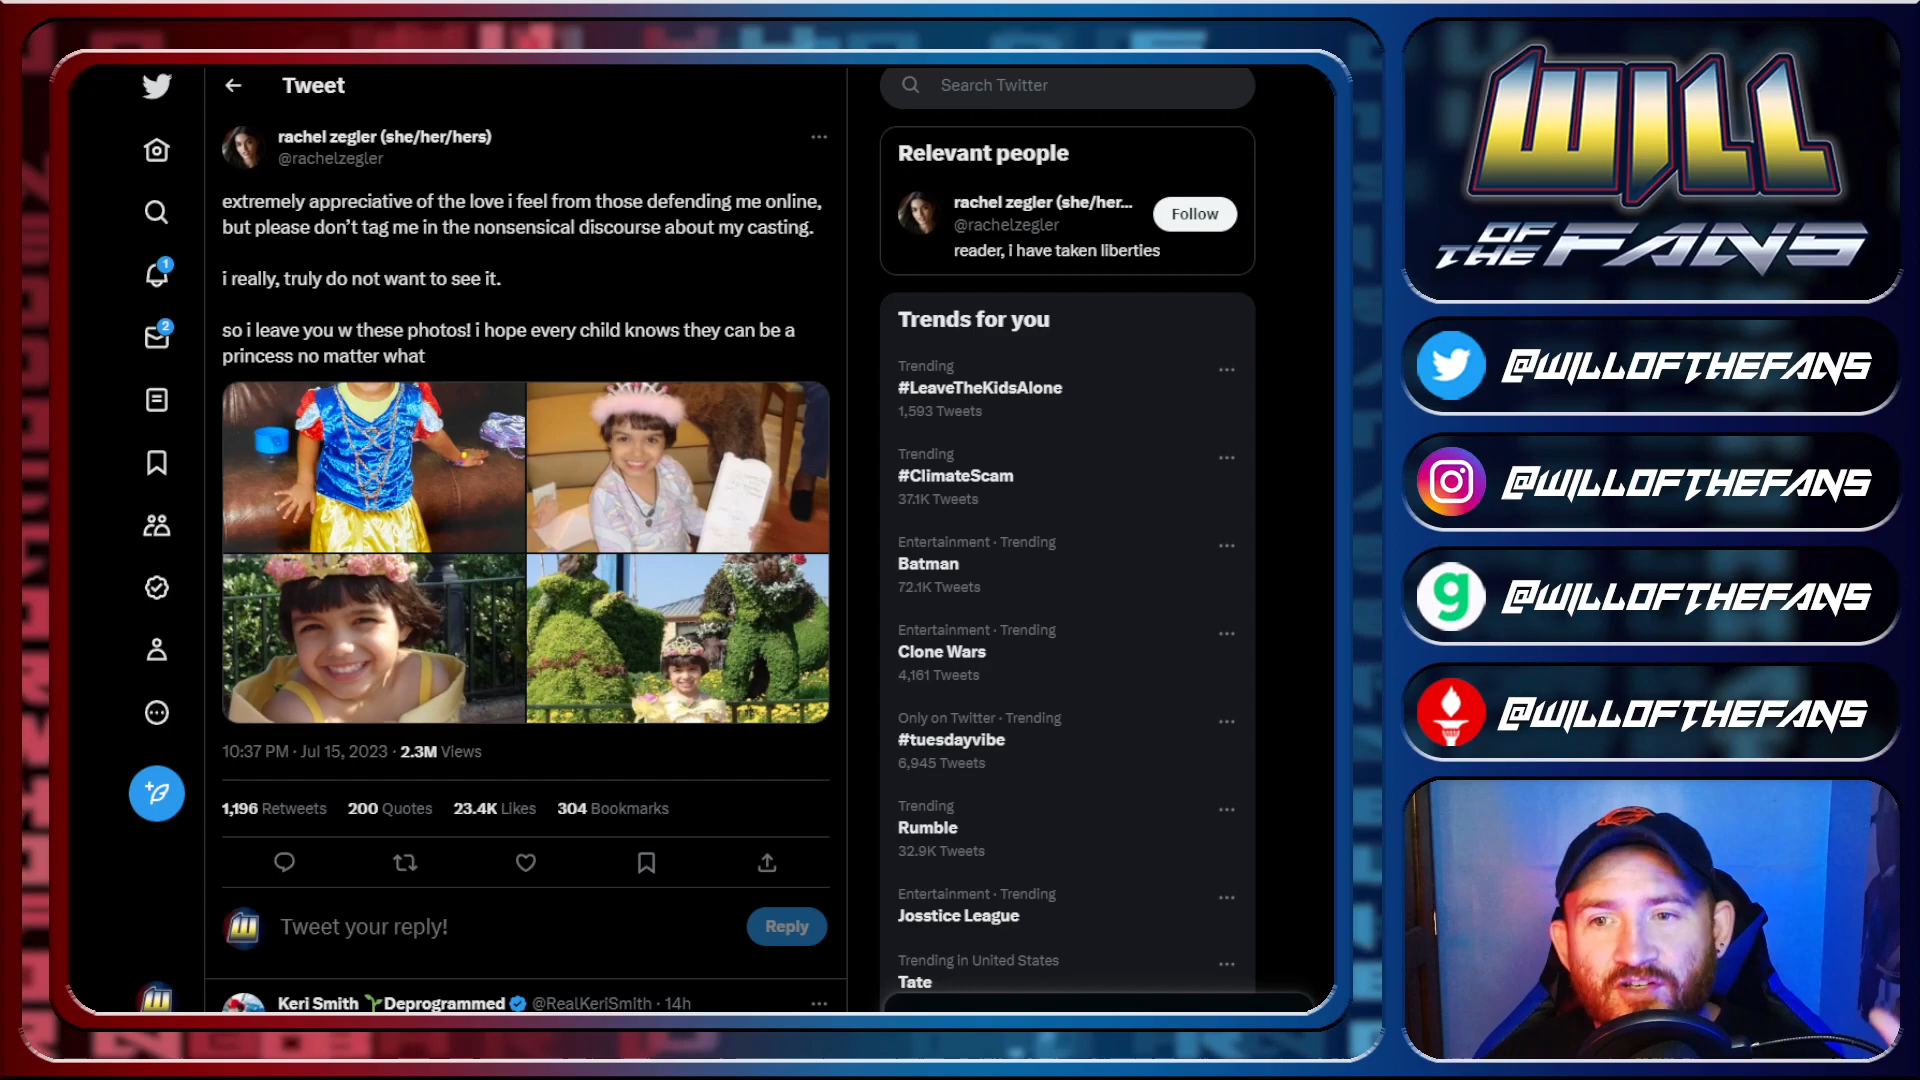 Tweet
rachel zegler (she/her/hers)
@rachelzegler
extremely appreciative of the love i feel from those defending me online,
but please don't tag me in the nonsensical discourse about my casting.
i really, truly do not want to see it.
so i leave you w these photos! i hope every child knows they can be a
princess no matter what
10:37 PM · Jul 15, 2023 · 2.3M Views
1,196 Retweets 200 Quotes 23.4K Likes 304 Bookmarks
Tweet your reply!
Reply
Keri Smith Deprogrammed @RealKeriSmith · 14h
1
2
Search Twitter
Relevant people
rachel zegler (she/her...
@rachelzegler
Follow
reader, i have taken liberties
Trends for you
Trending
#LeaveTheKidsAlone
1,593 Tweets
Trending
#ClimateScam
37.1K Tweets
Entertainment · Trending
Batman
72.1K Tweets
Entertainment · Trending
Clone Wars
4,161 Tweets
Only on Twitter · Trending
#tuesdayvibe
6,945 Tweets
Trending
Rumble
32.9K Tweets
Entertainment · Trending
Josstice League
Trending in United States
Tate
WILL
OF
THE FANS
@WILLOFTHEFANS
@WILLOFTHEFANS
g @WILLOFTHEFANS
@WILLOFTHEFANS